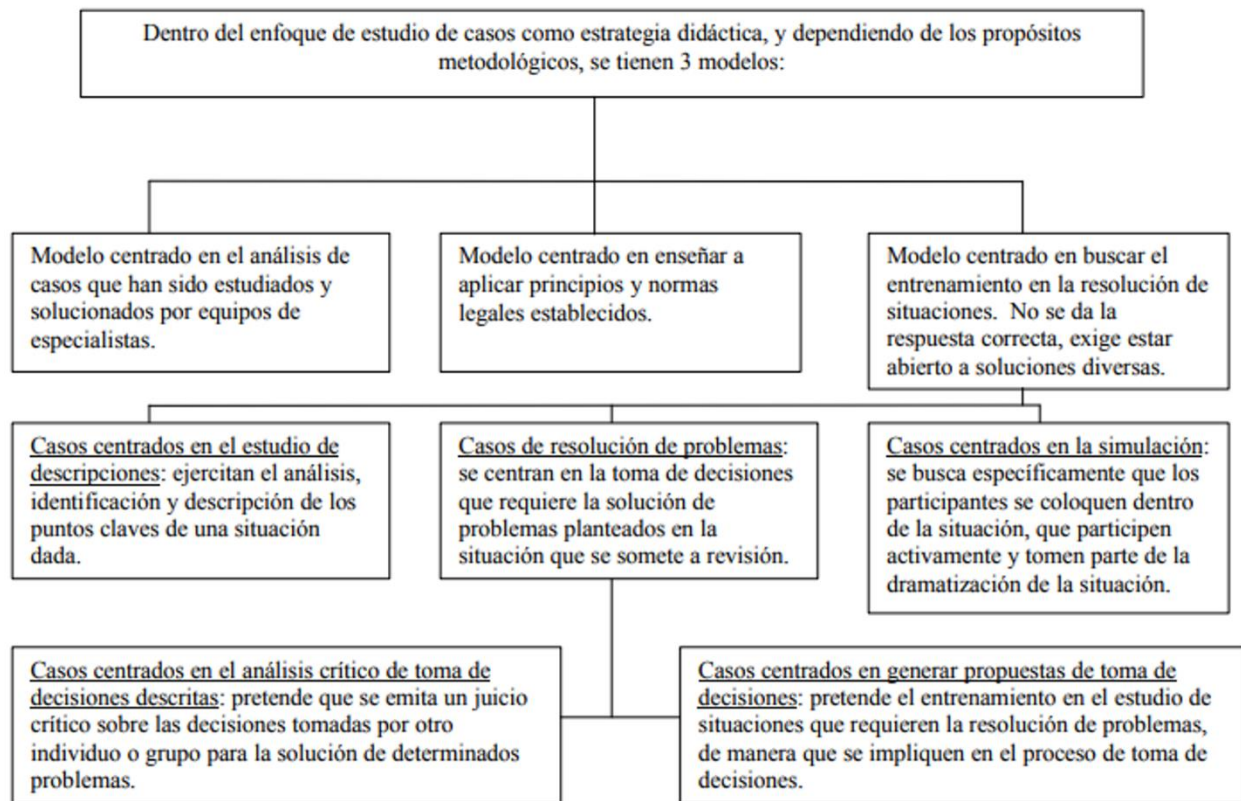 Dentro del enfoque de estudio de casos como estrategia didáctica, y dependiendo de los propósitos
metodológicos, se tienen 3 modelos:
Modelo centrado en el análisis de
casos que han sido estudiados y
solucionados por equipos de
especialistas.
Modelo centrado en enseñar a
aplicar principios y normas
legales establecidos.
Modelo centrado en buscar el
entrenamiento en la resolución de
situaciones. No se da la
respuesta correcta, exige estar
abierto a soluciones diversas.
Casos centrados en el estudio de
descripciones: ejercitan el análisis,
identificación y descripción de los
puntos claves de una situación
dada.
Casos de resolución de problemas:
se centran en la toma de decisiones
que requiere la solución de
problemas planteados en la
situación que se somete a revisión.
Casos centrados en la simulación:
se busca específicamente que los
participantes se coloquen dentro
de la situación, que participen
activamente y tomen parte de la
dramatización de la situación.
Casos centrados en el análisis crítico de toma de
decisiones descritas: pretende que se emita un juicio
crítico sobre las decisiones tomadas por otro
individuo o grupo para la solución de determinados
problemas.
Casos centrados en generar propuestas de toma de
decisiones: pretende el entrenamiento en el estudio de
situaciones que requieren la resolución de problemas,
de manera que se impliquen en el proceso de toma de
decisiones.